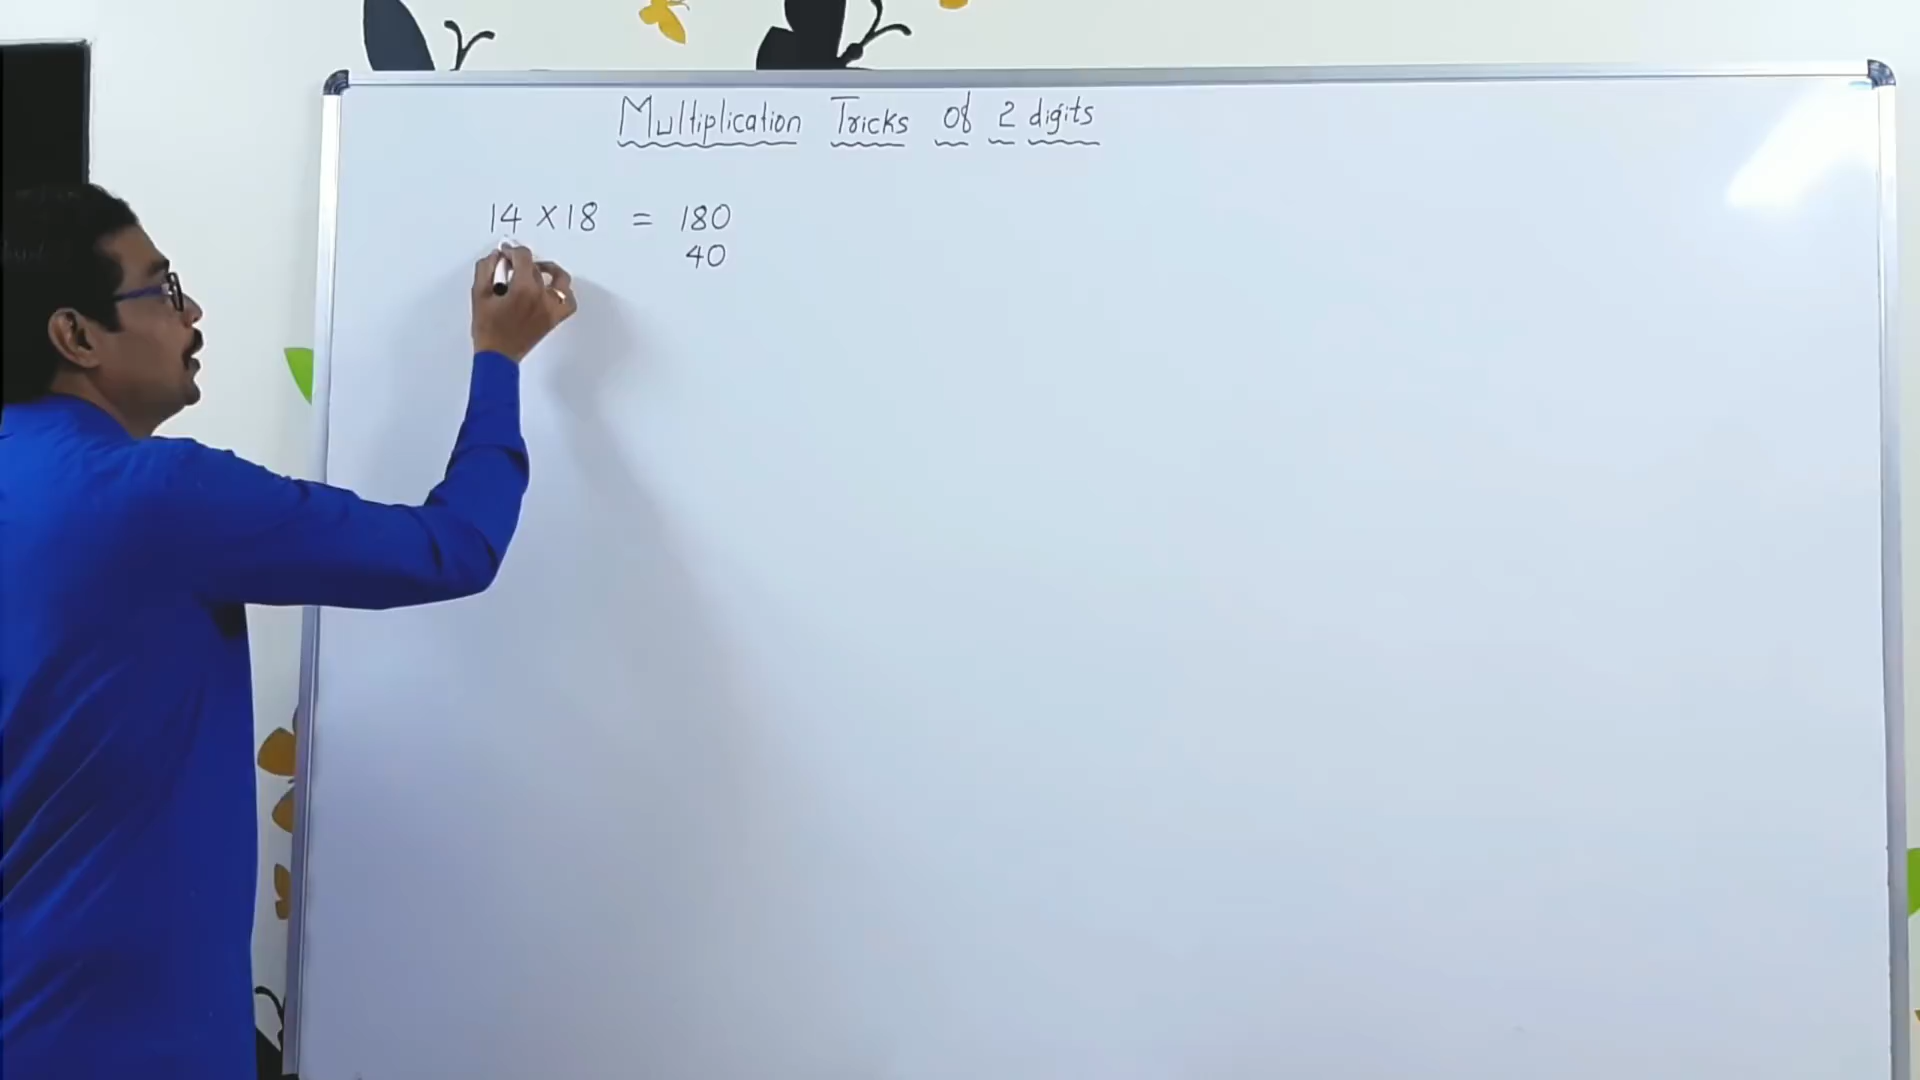 Multiplication Tricks Of 2 digits
14 × 18 = 180
40